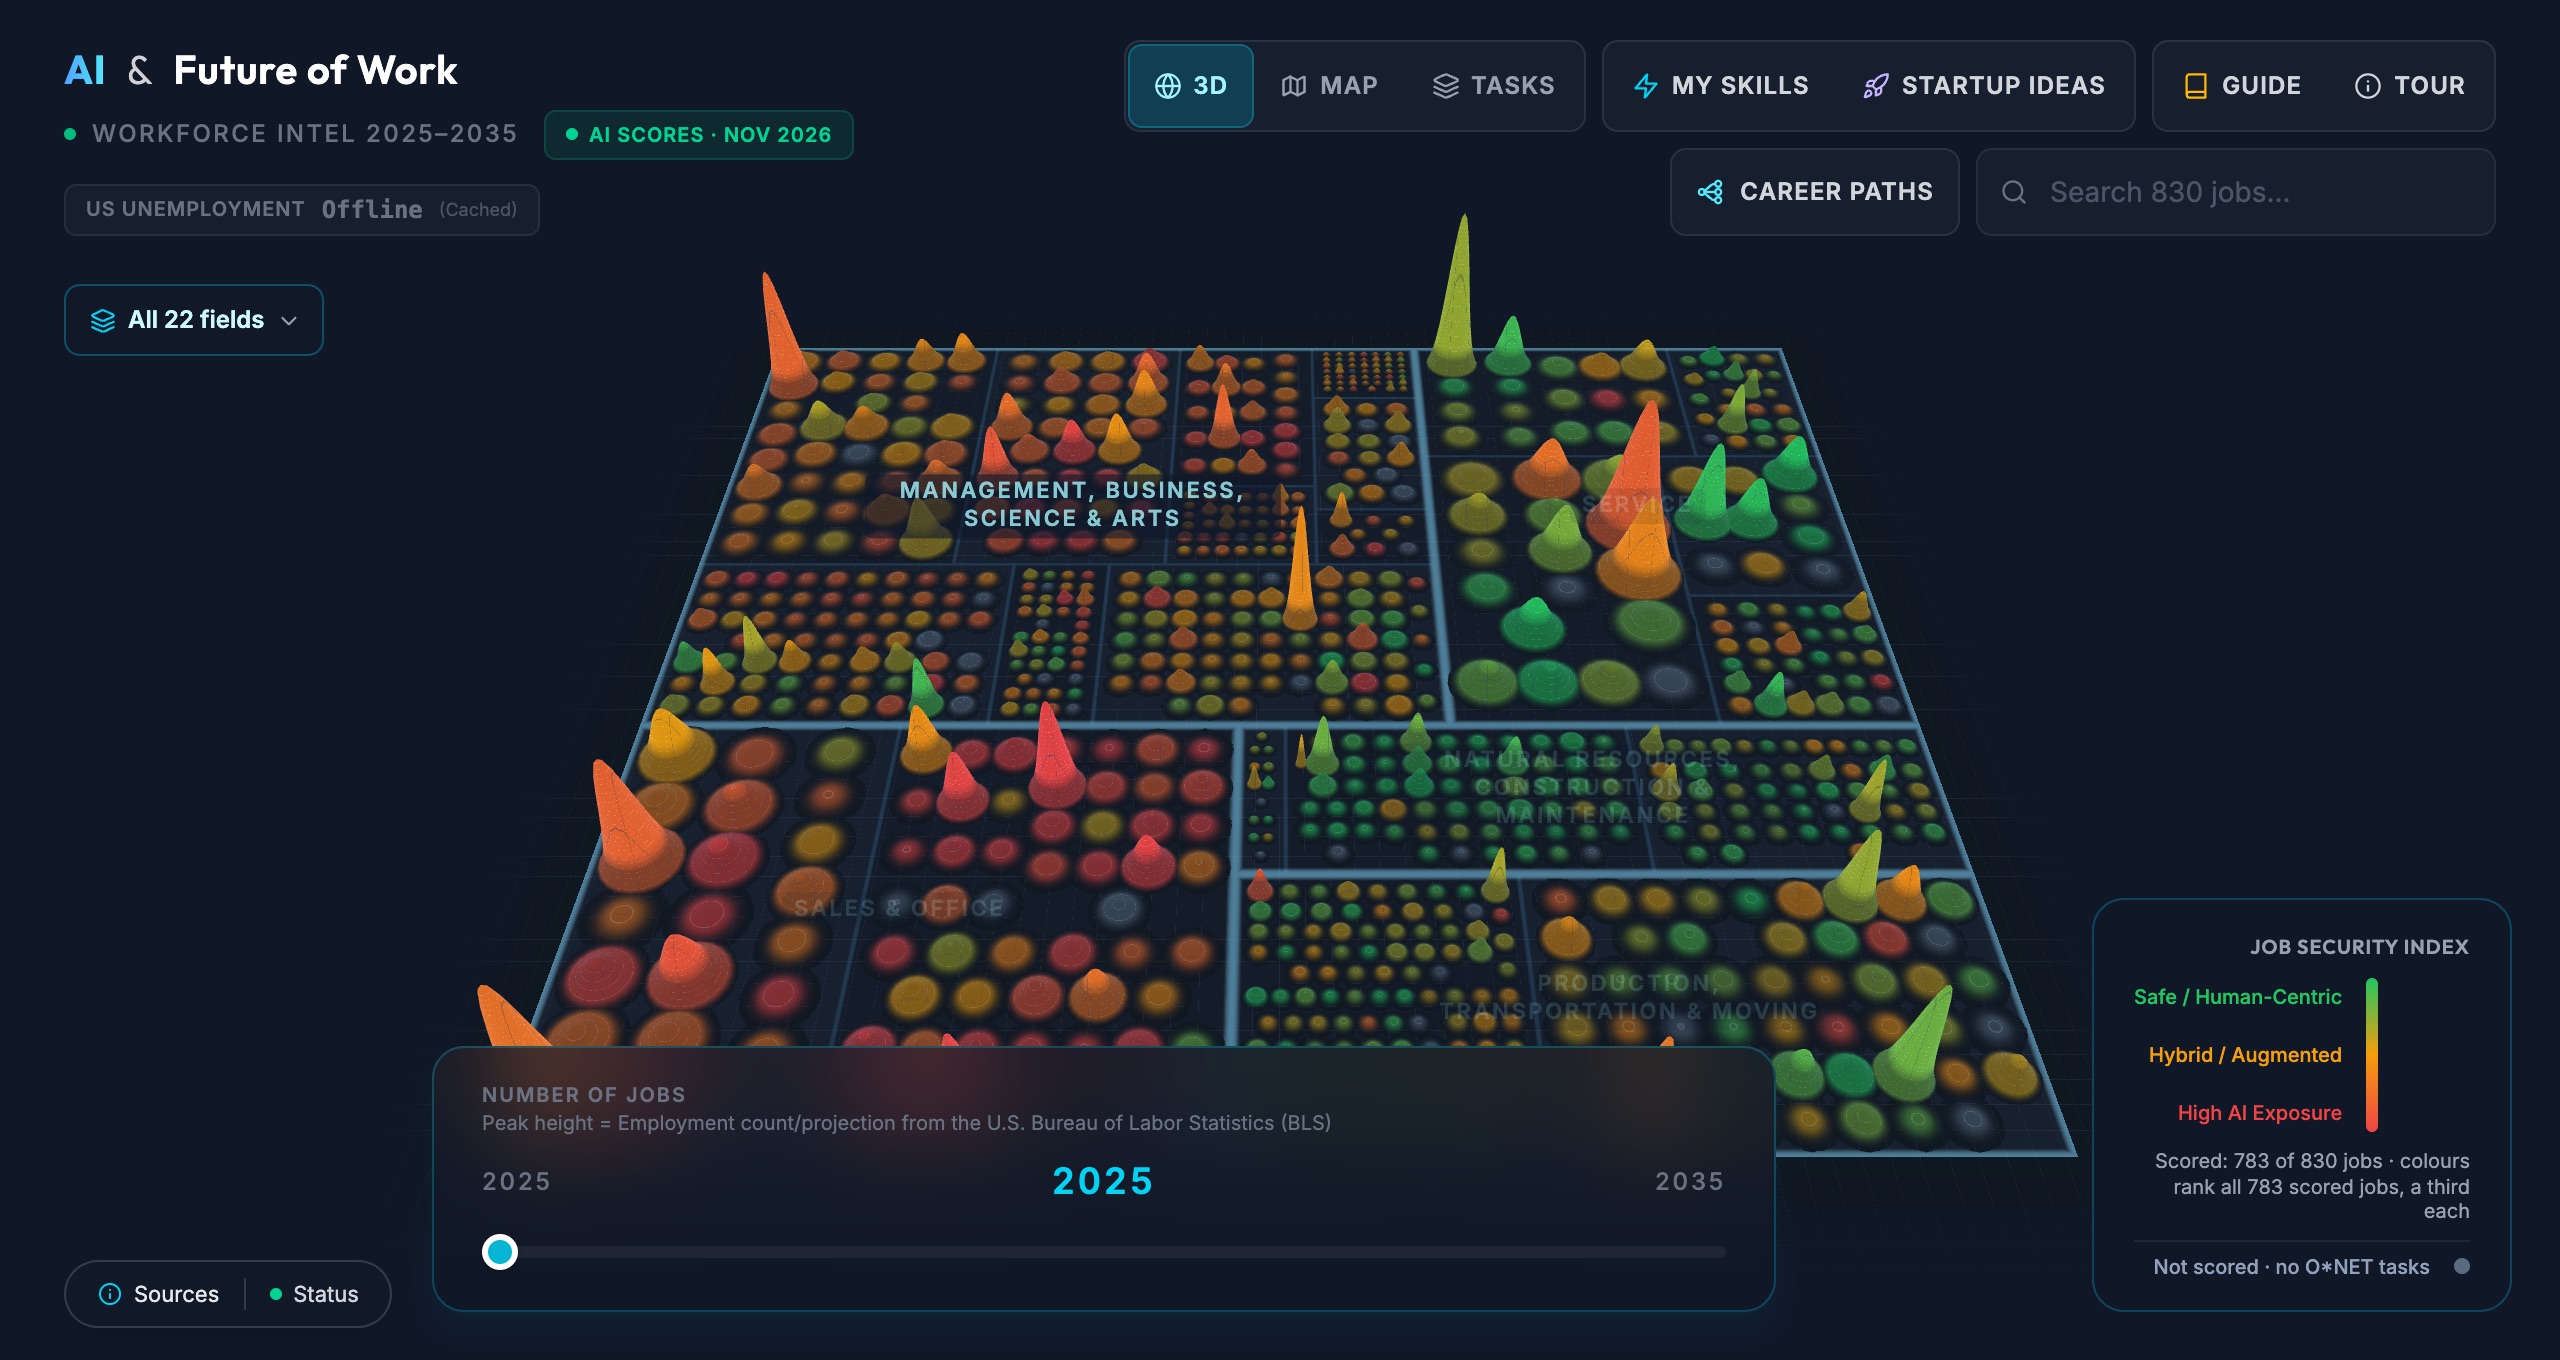 AI & Future of Work
WORKFORCE INTEL 2025–2035
AI SCORES · NOV 2026
US UNEMPLOYMENT Offline (Cached)
All 22 fields
3D
MAP
TASKS
MY SKILLS
STARTUP IDEAS
GUIDE
TOUR
CAREER PATHS
Search 830 jobs...
MANAGEMENT, BUSINESS,
SCIENCE & ARTS
SERVICE
NATURAL RESOURCES,
CONSTRUCTION &
MAINTENANCE
SALES & OFFICE
PRODUCTION,
TRANSPORTATION & MOVING
NUMBER OF JOBS
Peak height = Employment count/projection from the U.S. Bureau of Labor Statistics (BLS)
2025
2025
2035
JOB SECURITY INDEX
Safe / Human-Centric
Hybrid / Augmented
High AI Exposure
Scored: 783 of 830 jobs · colours
rank all 783 scored jobs, a third
each
Not scored · no O*NET tasks
Sources
Status